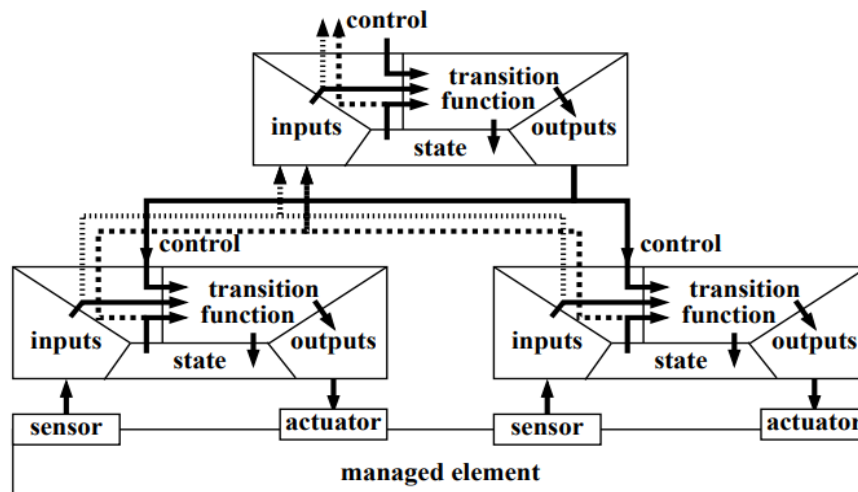 control
transition
function
inputs
outputs
state
control
control
transition
function
inputs
outputs
state
transition
function
inputs
outputs
state
sensor
actuator
sensor
actuator
managed element